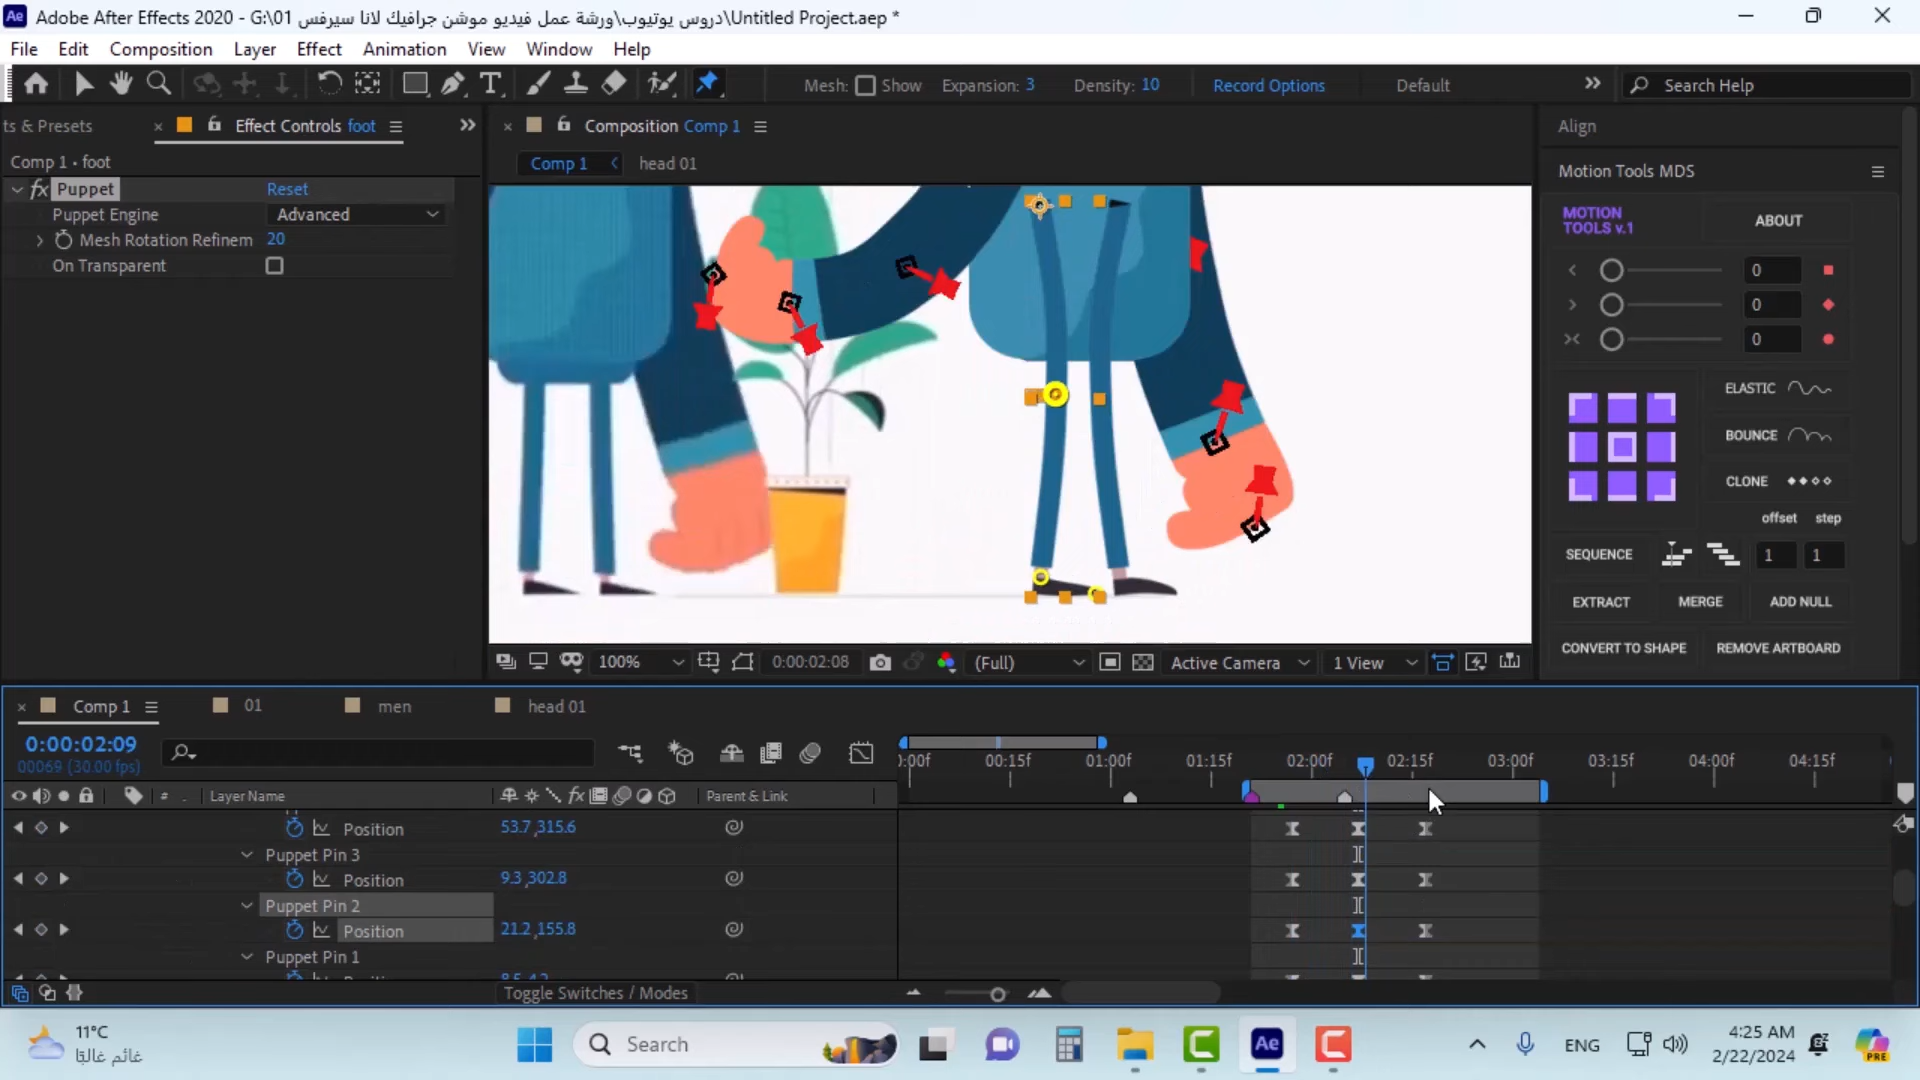 Adobe After Effects 2020 - G:\01 دروس يوتيوب\ورشة عمل فيديو موشن جرافيك لانا سيرفس\Untitled Project.aep *
File Edit Composition Layer Effect Animation View Window Help
Mesh: Show Expansion: 3 Density: 10 Record Options Default Search Help
ts & Presets Effect Controls foot
Comp 1 • foot
fx Puppet Reset
Puppet Engine Advanced
Mesh Rotation Refinem 20
On Transparent
Composition Comp 1
Comp 1 head 01
100% 0:00:02:08 (Full) Active Camera 1 View
Align
Motion Tools MDS
MOTION TOOLS v.1 ABOUT
0
0
0
ELASTIC
BOUNCE
CLONE
offset step
SEQUENCE 1 1
EXTRACT MERGE ADD NULL
CONVERT TO SHAPE REMOVE ARTBOARD
Comp 1 01 men head 01
0:00:02:09
00069 (30.00 fps)
:00f 00:15f 01:00f 01:15f 02:00f 02:15f 03:00f 03:15f 04:00f 04:15f
# . Layer Name fx Parent & Link
Position 53.7,315.6
Puppet Pin 3
Position 9.3,302.8
Puppet Pin 2
Position 21.2,155.8
Puppet Pin 1
Toggle Switches / Modes
11°C
غائم غالبًا
Search
Ae
ENG
4:25 AM
2/22/2024
PRE